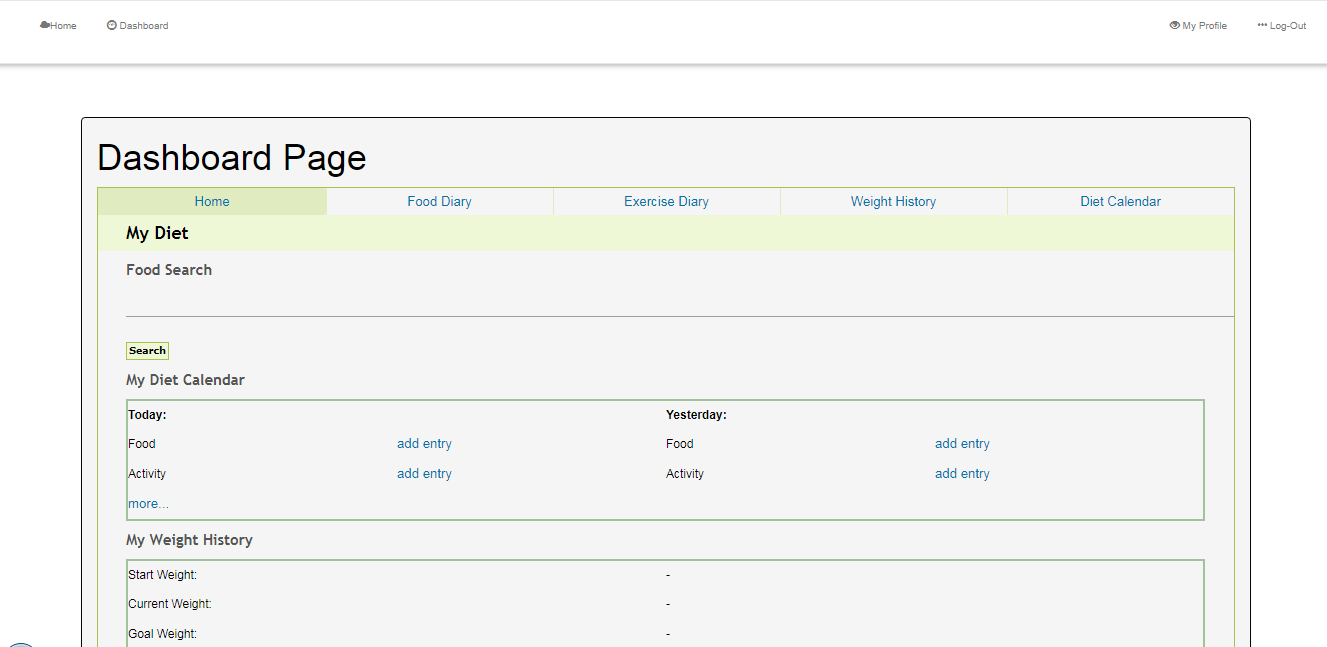 Home Dashboard My Profile Log-Out
Dashboard Page
Home Food Diary Exercise Diary Weight History Diet Calendar
My Diet
Food Search
Search
My Diet Calendar
Today: Yesterday:
Food add entry Food add entry
Activity add entry Activity add entry
more...
My Weight History
Start Weight: -
Current Weight: -
Goal Weight: -